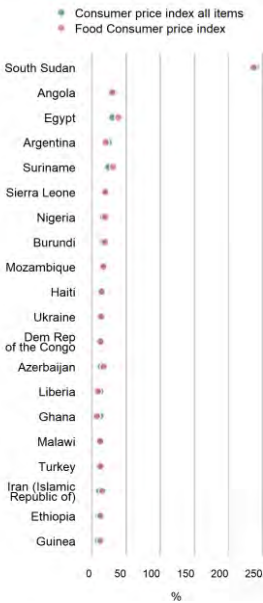 Consumer price index all items
Food Consumer price index
South Sudan
Angola
Egypt
Argentina
Suriname
Sierra Leone
Nigeria
Burundi
Mozambique
Haiti
Ukraine
Dem Rep
of the Congo
Azerbaijan
Liberia
Ghana
Malawi
Turkey
Iran (Islamic
Republic of)
Ethiopia
Guinea
0 50 100 150 200 250
%